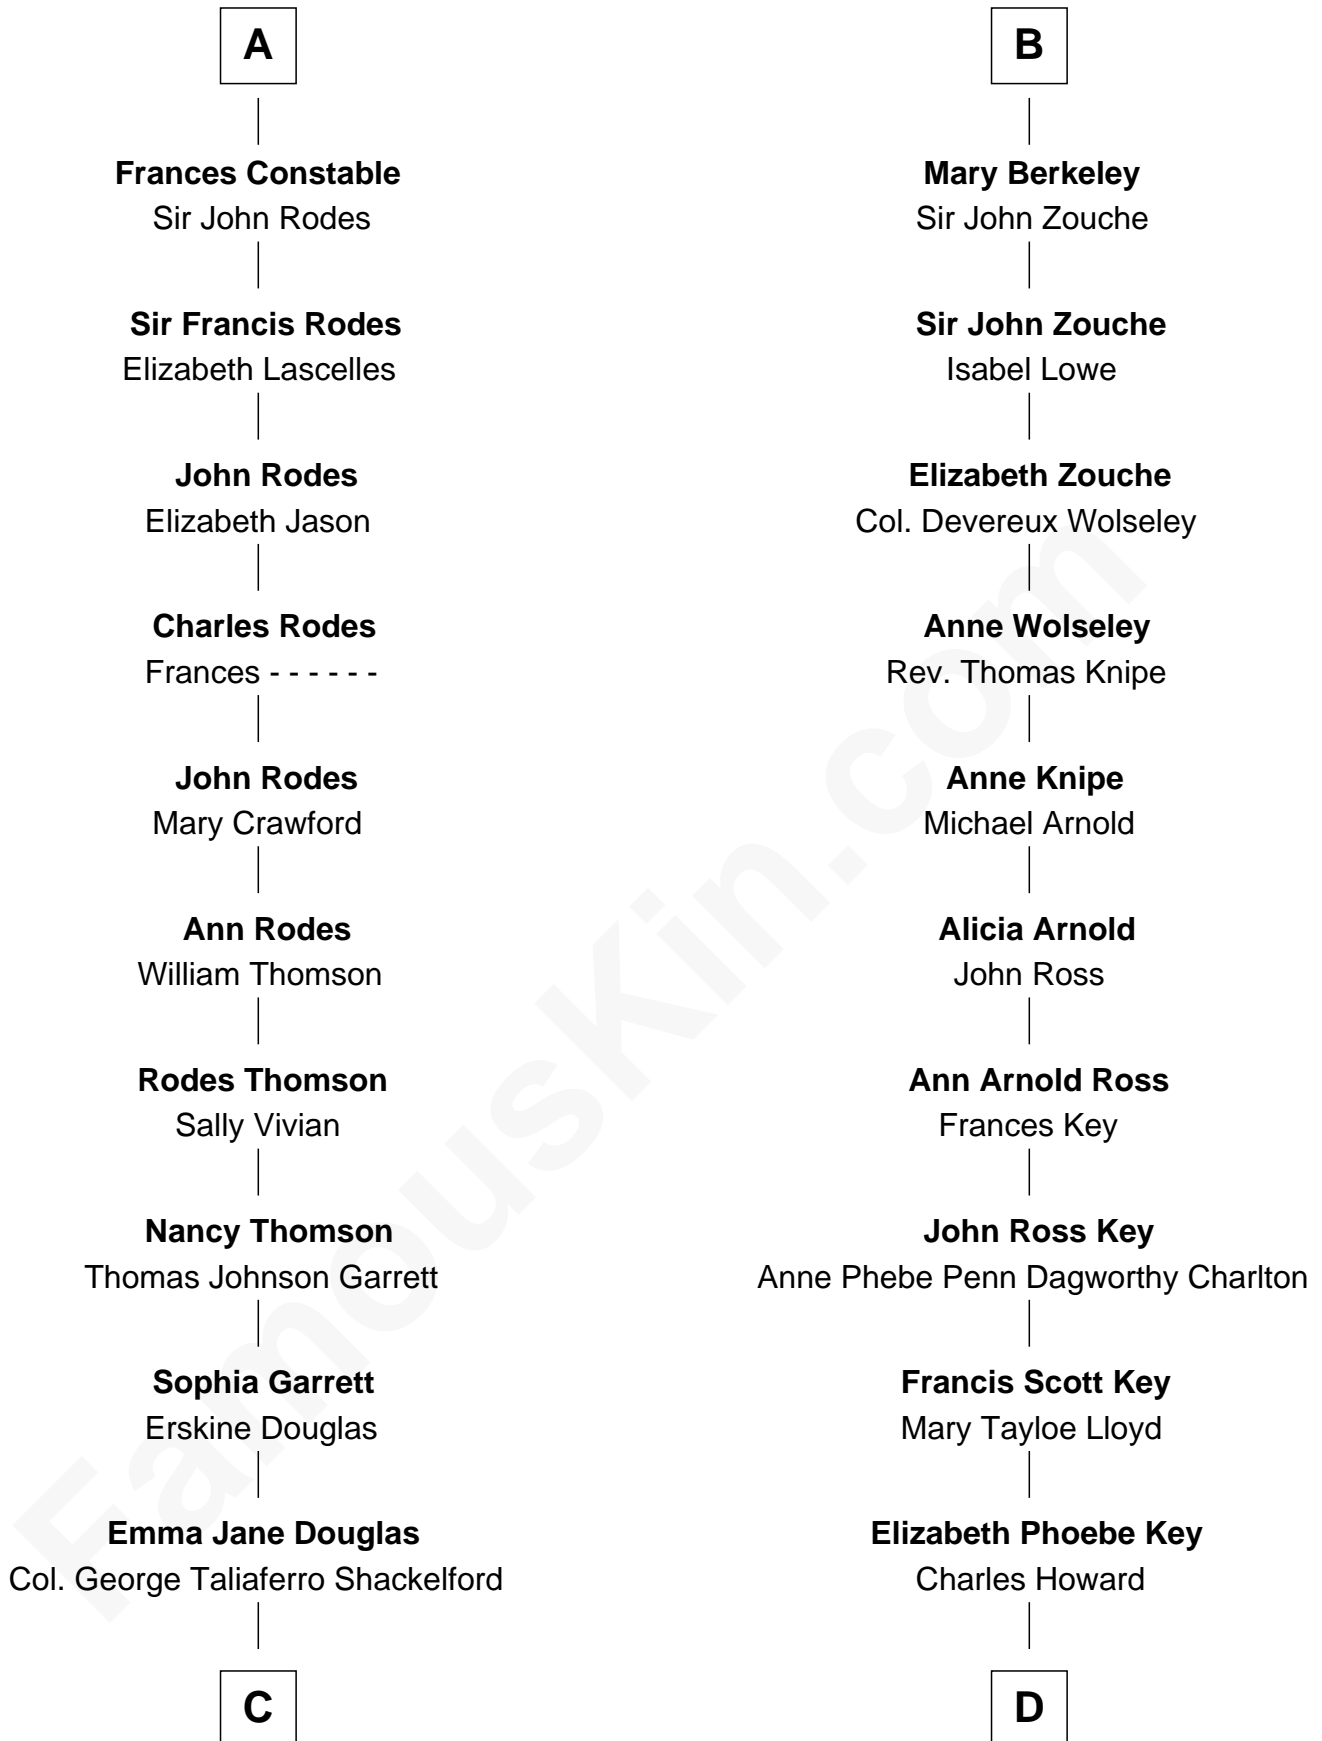 A
Frances Constable
Sir John Rodes
Sir Francis Rodes
Elizabeth Lascelles
John Rodes
Elizabeth Jason
Charles Rodes
Frances - - - - - -
John Rodes
Mary Crawford
Ann Rodes
William Thomson
Rodes Thomson
Sally Vivian
Nancy Thomson
Thomas Johnson Garrett
Sophia Garrett
Erskine Douglas
Emma Jane Douglas
Col. George Taliaferro Shackelford
C
B
Mary Berkeley
Sir John Zouche
Sir John Zouche
Isabel Lowe
Elizabeth Zouche
Col. Devereux Wolseley
Anne Wolseley
Rev. Thomas Knipe
Anne Knipe
Michael Arnold
Alicia Arnold
John Ross
Ann Arnold Ross
Frances Key
John Ross Key
Anne Phebe Penn Dagworthy Charlton
Francis Scott Key
Mary Tayloe Lloyd
Elizabeth Phoebe Key
Charles Howard
D
FamousKin.com